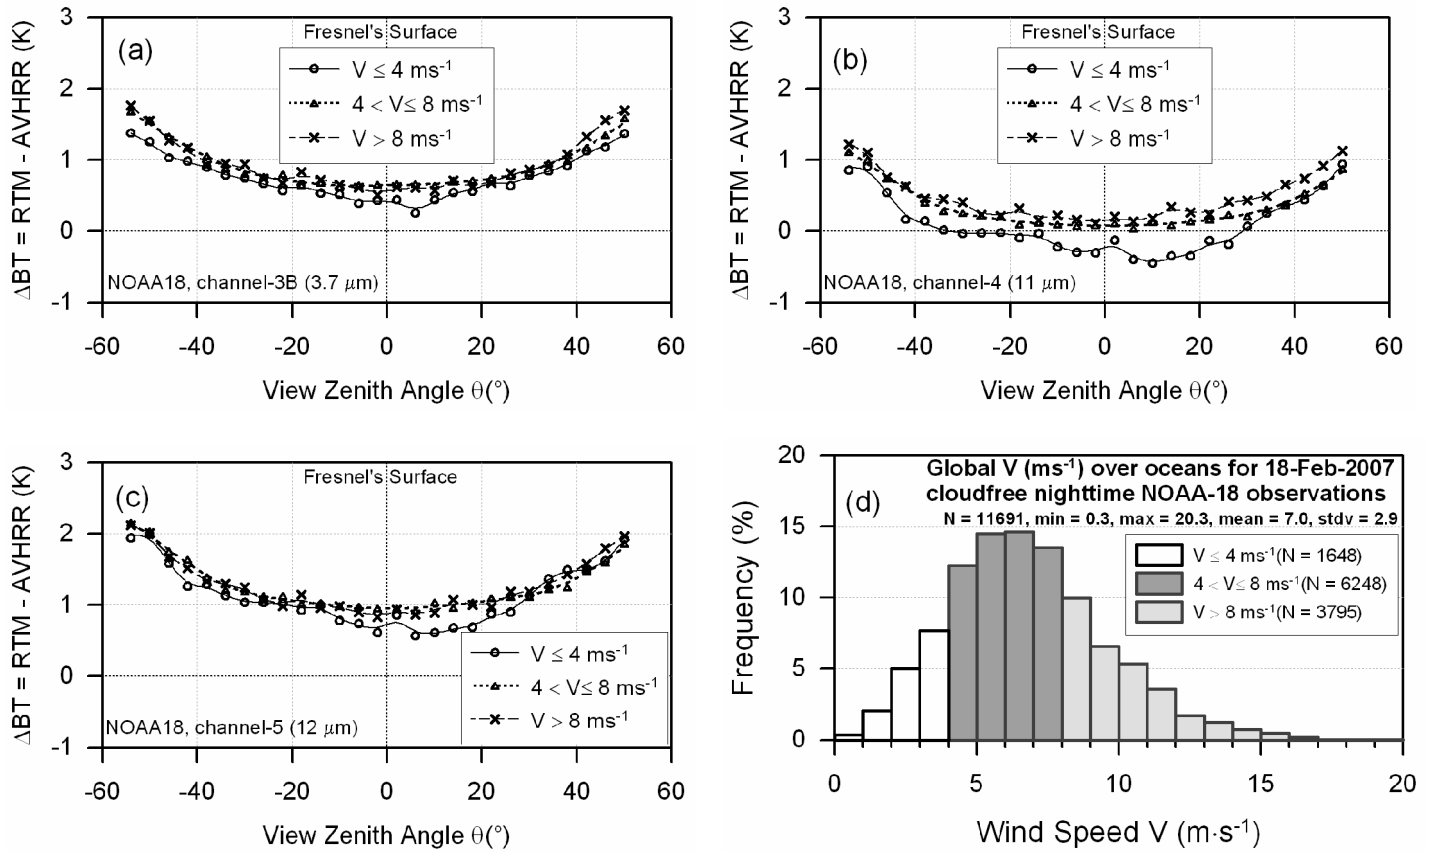 3
2
1
0
-1
ΔBT = RTM - AVHRR (K)
(a)
Fresnel's Surface
V ≤ 4 ms⁻¹
4 < V≤ 8 ms⁻¹
V > 8 ms⁻¹
NOAA18, channel-3B (3.7 μm)
-60 -40 -20 0 20 40 60
View Zenith Angle θ(°)
3
2
1
0
-1
ΔBT = RTM - AVHRR (K)
(b)
Fresnel's Surface
V ≤ 4 ms⁻¹
4 < V≤ 8 ms⁻¹
V > 8 ms⁻¹
NOAA18, channel-4 (11 μm)
-60 -40 -20 0 20 40 60
View Zenith Angle θ(°)
3
2
1
0
-1
ΔBT = RTM - AVHRR (K)
(c)
Fresnel's Surface
V ≤ 4 ms⁻¹
4 < V≤ 8 ms⁻¹
V > 8 ms⁻¹
NOAA18, channel-5 (12 μm)
-60 -40 -20 0 20 40 60
View Zenith Angle θ(°)
20
15
10
5
0
Frequency (%)
(d)
Global V (ms⁻¹) over oceans for 18-Feb-2007
cloudfree nighttime NOAA-18 observations
N = 11691, min = 0.3, max = 20.3, mean = 7.0, stdv = 2.9
V ≤ 4 ms⁻¹(N = 1648)
4 < V≤ 8 ms⁻¹(N = 6248)
V > 8 ms⁻¹(N = 3795)
0 5 10 15 20
Wind Speed V (m·s⁻¹)